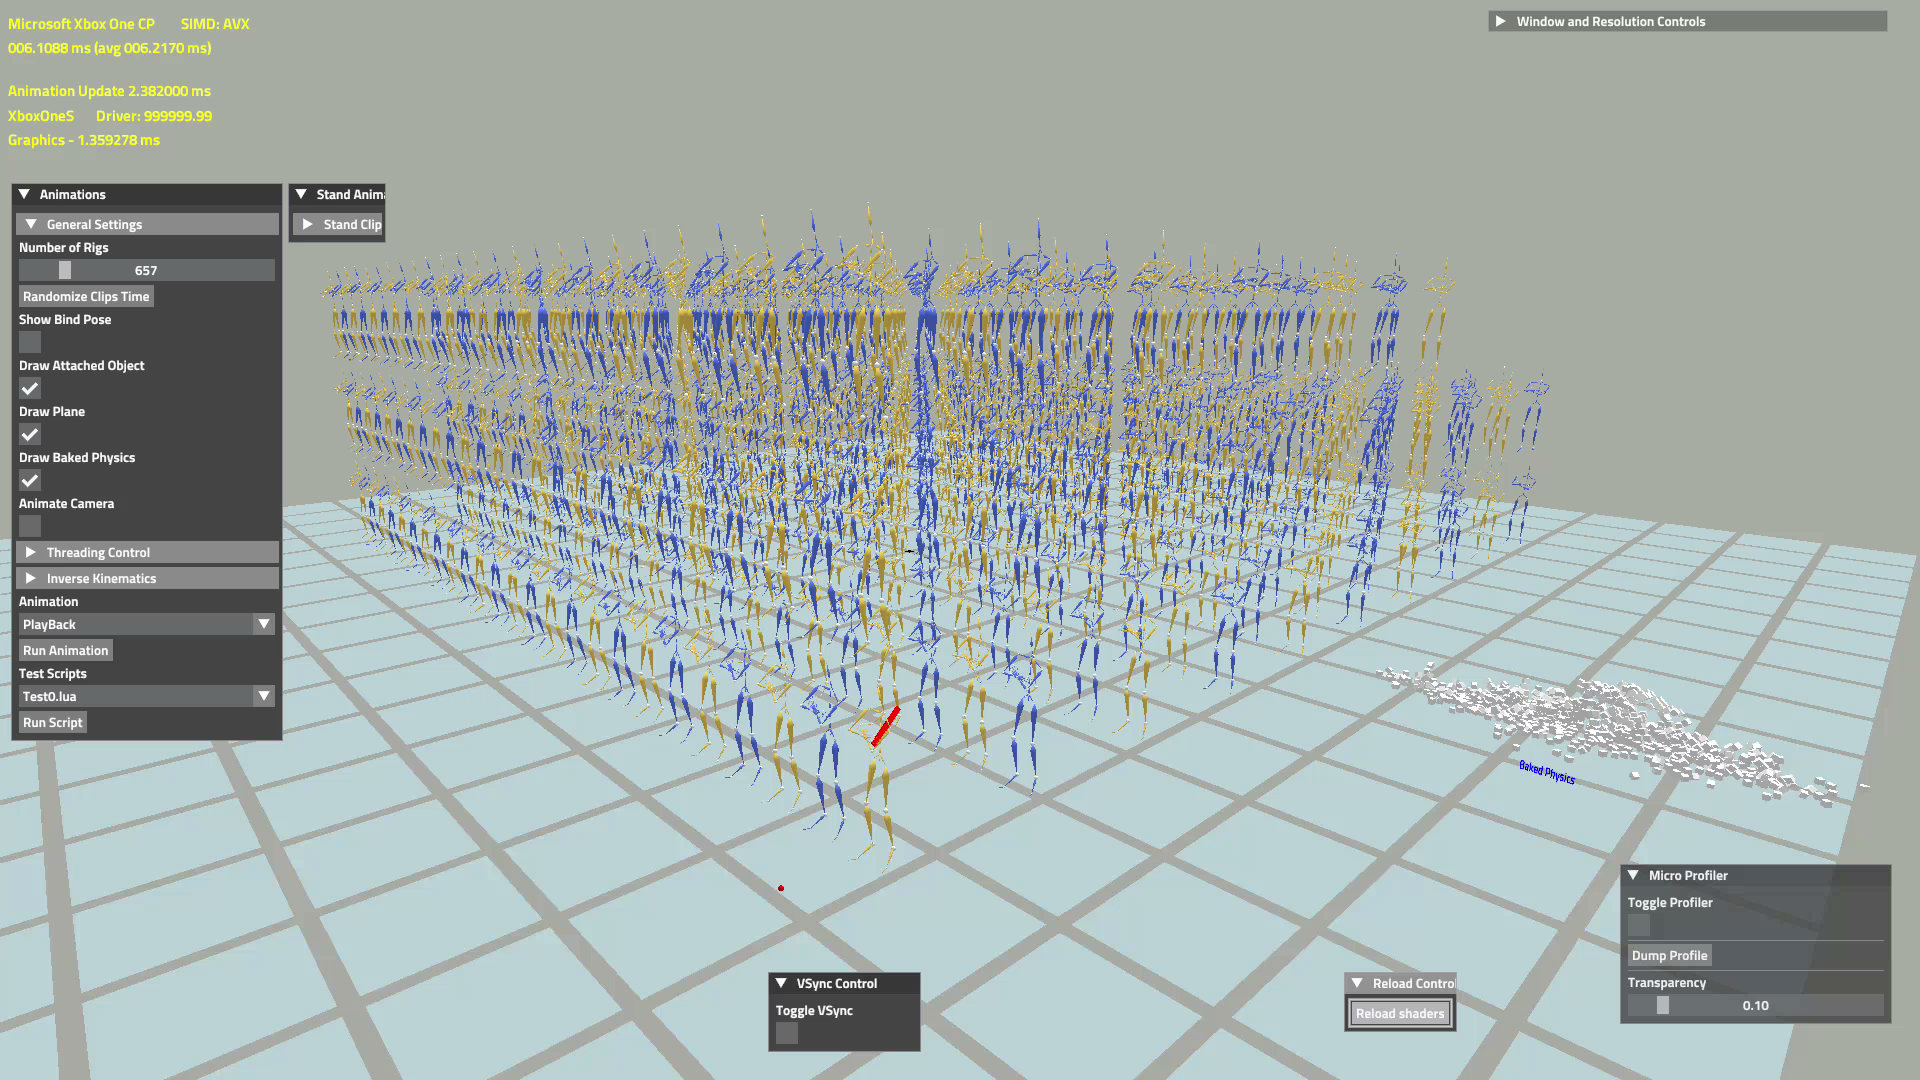 Microsoft Xbox One CP SIMD: AVX
006.1088 ms (avg 006.2170 ms)
Animation Update 2.382000 ms
XboxOneS Driver: 999999.99
Graphics - 1.359278 ms
Window and Resolution Controls
Animations
General Settings
Number of Rigs
657
Randomize Clips Time
Show Bind Pose
Draw Attached Object
Draw Plane
Draw Baked Physics
Animate Camera
Threading Control
Inverse Kinematics
Animation
PlayBack
Run Animation
Test Scripts
Test0.lua
Run Script
Stand Anim
Stand Clip
Baked Physics
VSync Control
Toggle VSync
Reload Control
Reload shaders
Micro Profiler
Toggle Profiler
Dump Profile
Transparency
0.10